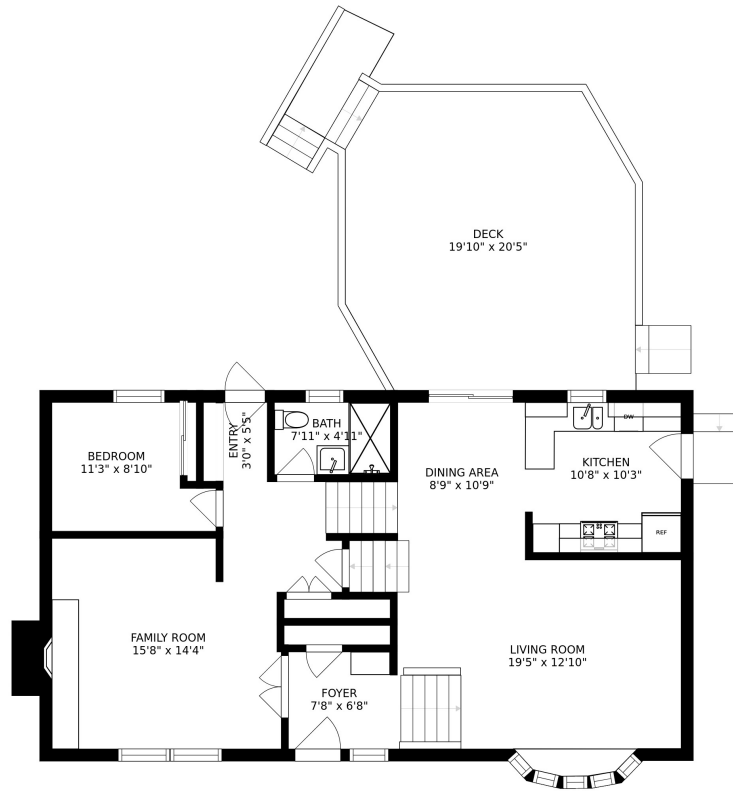 DECK
19'10" x 20'5"
BEDROOM
11'3" x 8'10"
ENTRY
3'0" x 5'5"
BATH
7'11" x 4'11"
DINING AREA
8'9" x 10'9"
DW
KITCHEN
10'8" x 10'3"
REF
FAMILY ROOM
15'8" x 14'4"
FOYER
7'8" x 6'8"
LIVING ROOM
19'5" x 12'10"